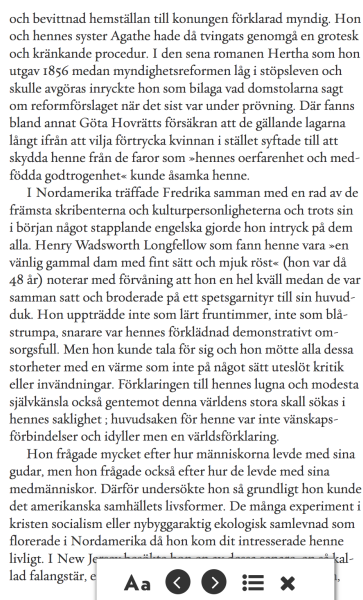 och bevittnad hemställan till konungen förklarad myndig. Hon
och hennes syster Agathe hade då tvingats genomgå en grotesk
och kränkande procedur. I den sena romanen Hertha som hon
utgav 1856 medan myndighetsreformen låg i stöpsleven och
skulle avgöras inryckte hon som bilaga vad domstolarna sagt
om reformförslaget när det sist var under prövning. Där fanns
bland annat Göta Hovrätts försäkran att de gällande lagarna
långt ifrån att vilja förtrycka kvinnan i stället syftade till att
skydda henne från de faror som »hennes oerfarenhet och med-
födda godtrogenhet« kunde åsamka henne.
I Nordamerika träffade Fredrika samman med en rad av de
främsta skribenterna och kulturpersonligheterna och trots sin
i början något stapplande engelska gjorde hon intryck på dem
alla. Henry Wadsworth Longfellow som fann henne vara »en
vänlig gammal dam med fint sätt och mjuk röst« (hon var då
48 år) noterar med förvåning att hon en hel kväll medan de var
samman satt och broderade på ett spetsgarnityr till sin huvud-
duk. Hon uppträdde inte som lärt fruntimmer, inte som blå-
strumpa, snarare var hennes förklädnad demonstrativt om-
sorgsfull. Men hon kunde tala för sig och hon mötte alla dessa
storheter med en värme som inte på något sätt uteslöt kritik
eller invändningar. Förklaringen till hennes lugna och modesta
självkänsla också gentemot denna världens stora skall sökas i
hennes saklighet ; huvudsaken för henne var inte vänskaps-
förbindelser och idyller men en världsförklaring.
Hon frågade mycket efter hur människorna levde med sina
gudar, men hon frågade också efter hur de levde med sina
medmänniskor. Därför undersökte hon så grundligt hon kunde
det amerikanska samhällets livsformer. De många experiment i
kristen socialism eller nybyggaraktig ekologisk samlevnad som
florerade i Nordamerika då hon kom dit intresserade henne
livligt. I New Jersey besökte hon en av dessa senare, en så kal-
lad falangstär, e
Aa